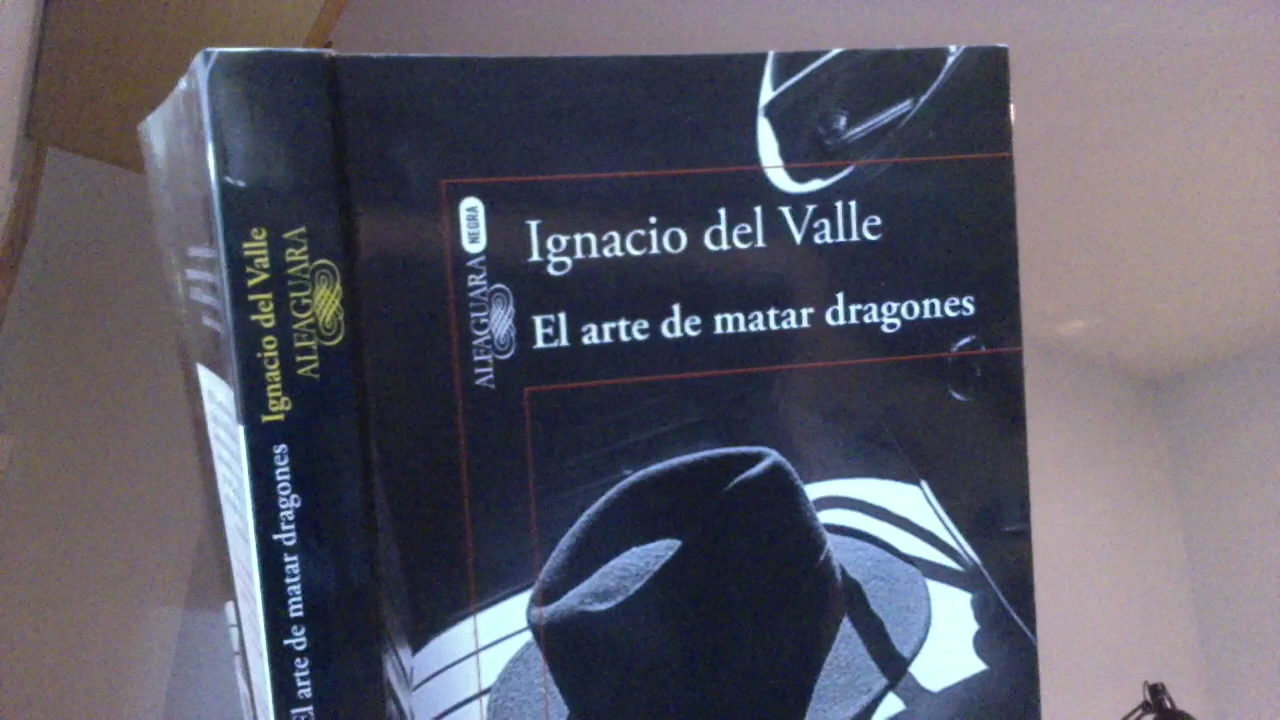 Ignacio del Valle
El arte de matar dragones
ALFAGUARA NEGRA
El arte de matar dragones Ignacio del Valle
ALFAGUARA